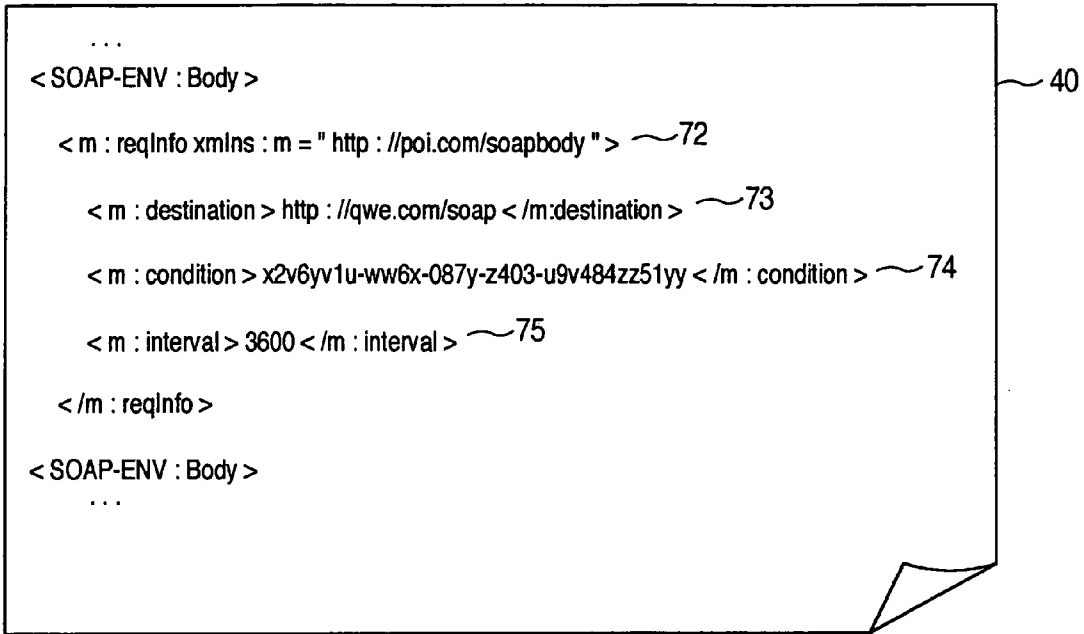 . . .
< SOAP-ENV : Body >
40
< m : reqInfo xmlns : m = " http : //poi.com/soapbody " > 72
< m : destination > http : //qwe.com/soap < /m:destination > 73
< m : condition > x2v6yv1u-ww6x-087y-z403-u9v484zz51yy < /m : condition > 74
< m : interval > 3600 < /m : interval > 75
< /m : reqInfo >
< SOAP-ENV : Body >
. . .